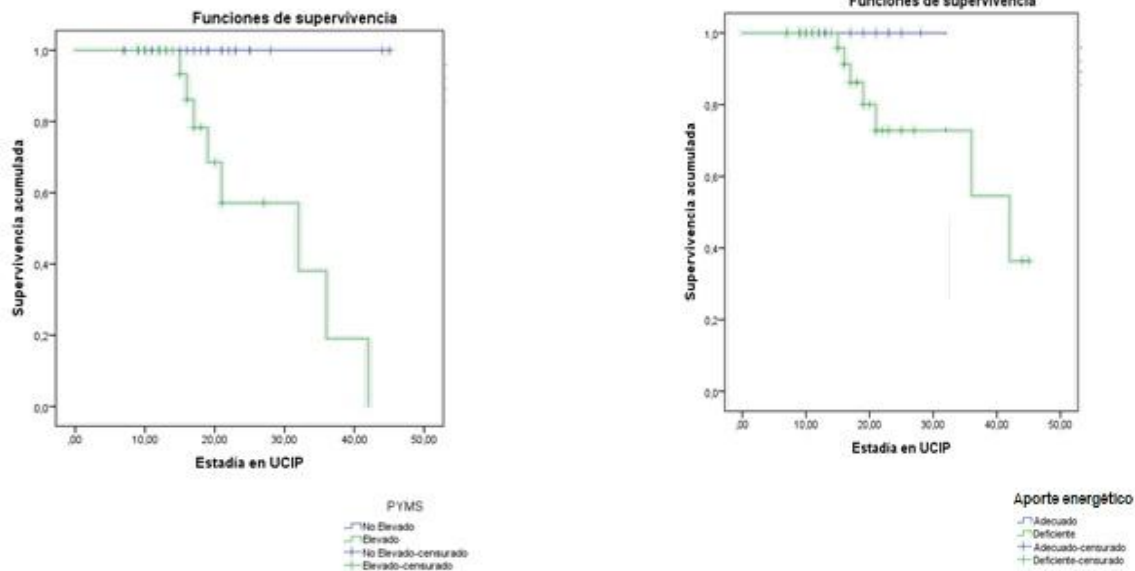 Funciones de supervivencia
Supervivencia acumulada
1,0
0,8
0,6
0,4
0,2
0,0
,00 10,00 20,00 30,00 40,00 50,00
Estadía en UCIP
PYMS
No Elevado
Elevado
No Elevado-censurado
Elevado-censurado
Funciones de supervivencia
Supervivencia acumulada
1,0
0,8
0,6
0,4
0,2
0,0
,00 10,00 20,00 30,00 40,00 50,00
Estadía en UCIP
Aporte energético
Adecuado
Deficiente
Adecuado-censurado
Deficiente-censurado